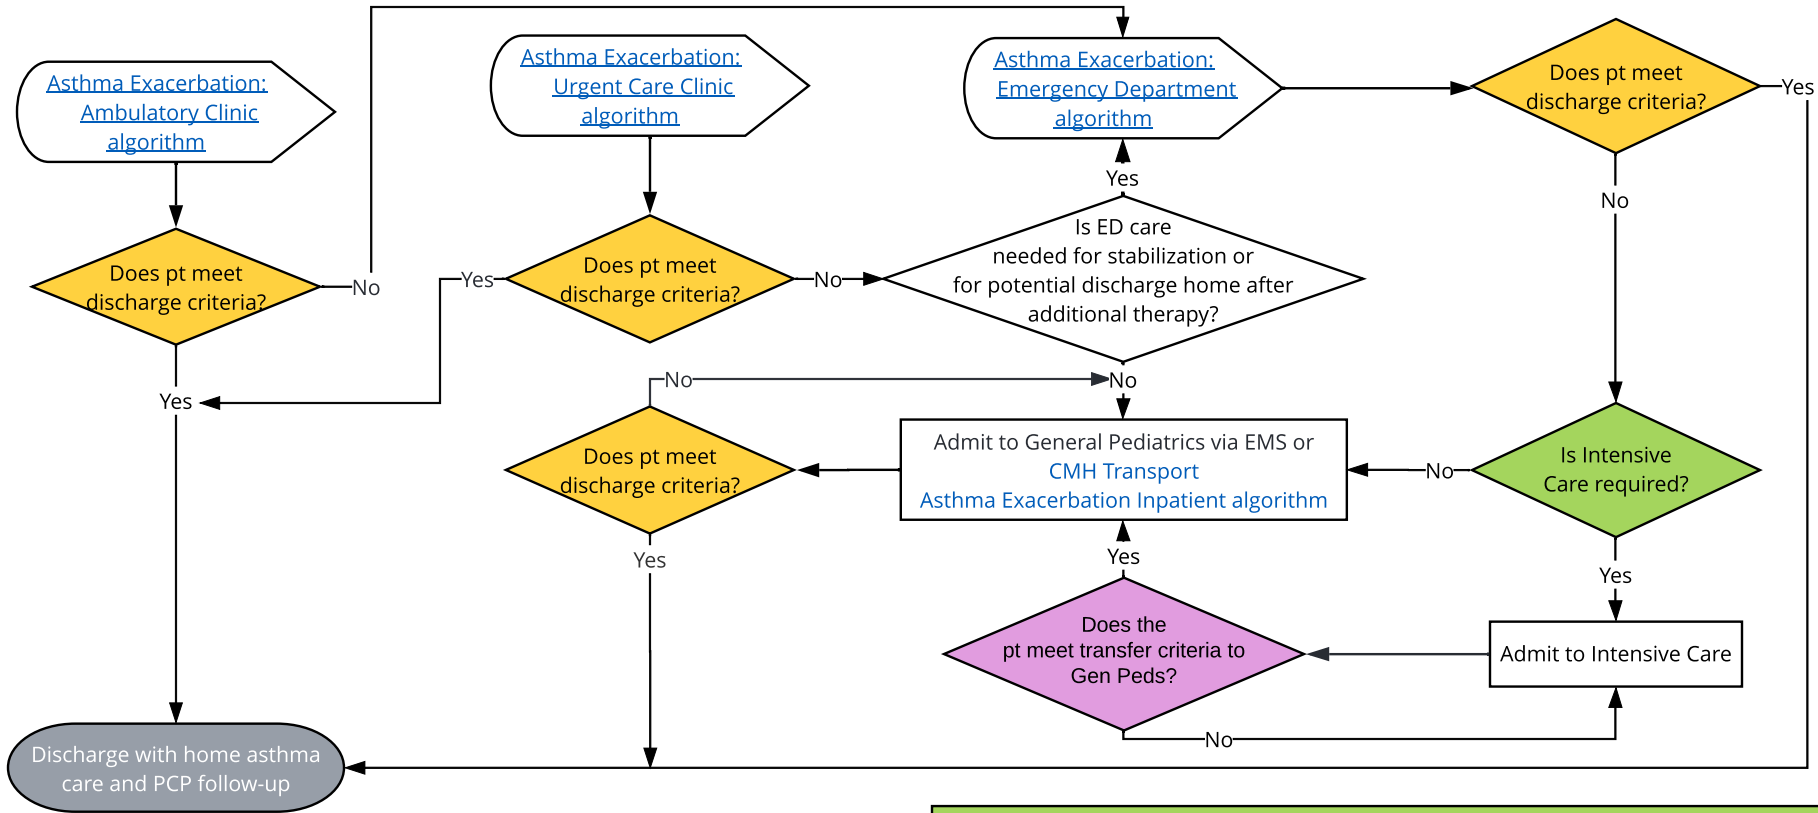 Asthma Exacerbation:
Ambulatory Clinic
algorithm
Asthma Exacerbation:
Urgent Care Clinic
algorithm
Asthma Exacerbation:
Emergency Department
algorithm
Does pt meet
discharge criteria?
Yes
No
Yes
Is ED care
needed for stabilization or
for potential discharge home after
additional therapy?
Does pt meet
discharge criteria?
No
Does pt meet
discharge criteria?
Yes
No
Yes
No
No
Does pt meet
discharge criteria?
Yes
Admit to General Pediatrics via EMS or
CMH Transport
Asthma Exacerbation Inpatient algorithm
No
Is Intensive
Care required?
Yes
Yes
Does the
pt meet transfer criteria to
Gen Peds?
Admit to Intensive Care
No
Discharge with home asthma
care and PCP follow-up